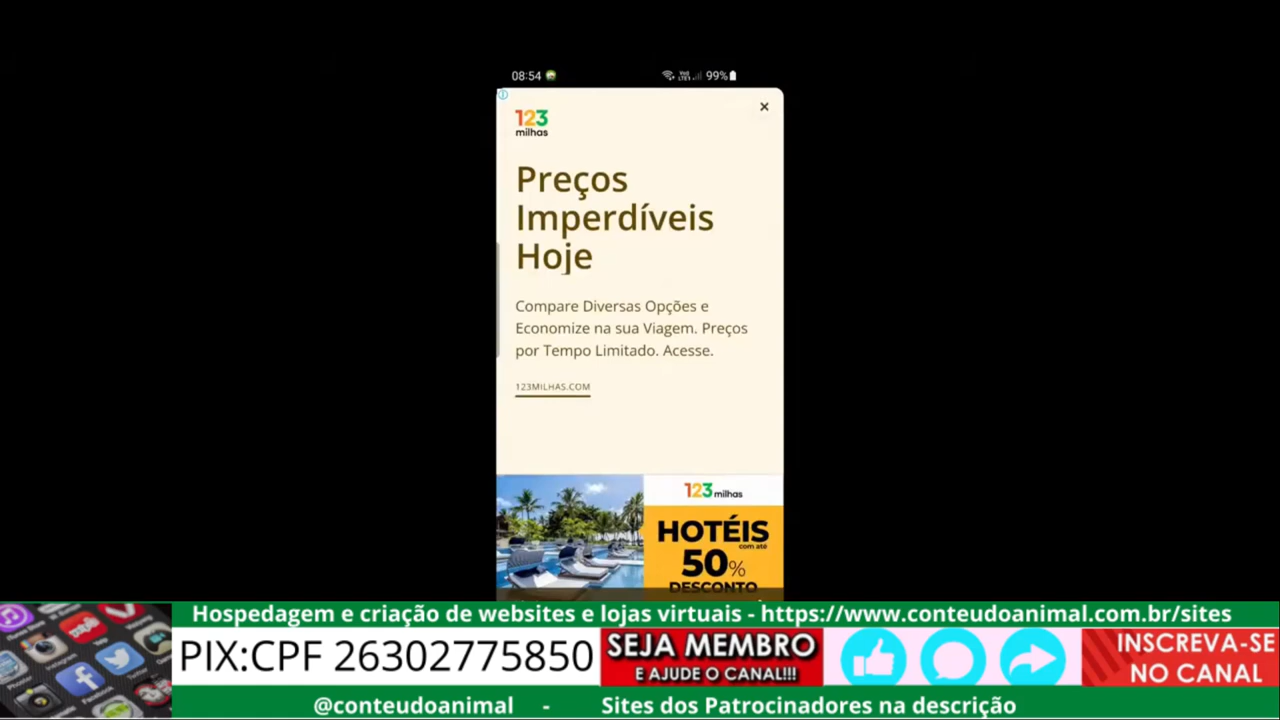 08:54
99%
123
milhas
Preços
Imperdíveis
Hoje
Compare Diversas Opções e
Economize na sua Viagem. Preços
por Tempo Limitado. Acesse.
123MILHAS.COM
123 milhas
HOTÉIS
com até
50%
DESCONTO
Hospedagem e criação de websites e lojas virtuais - https://www.conteudoanimal.com.br/sites
PIX:CPF 26302775850
SEJA MEMBRO
E AJUDE O CANAL!!!
INSCREVA-SE
NO CANAL
@conteudoanimal - Sites dos Patrocinadores na descrição